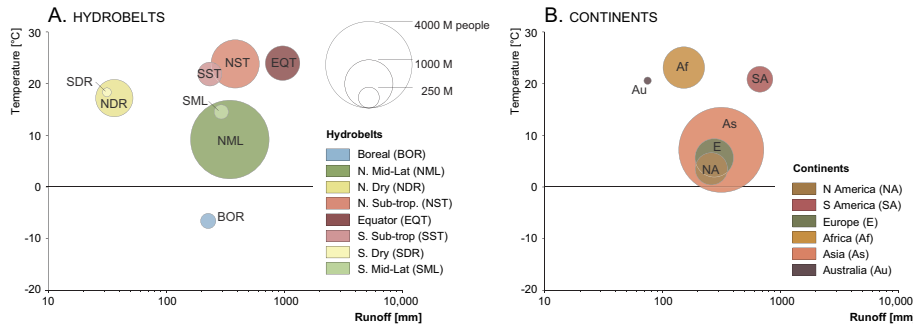 A. HYDROBELTS
Temperature [°C]
30
20
10
0
-10
-20
10
100
1000
10,000
Runoff [mm]
SDR
NDR
SST
NST
EQT
SML
NML
BOR
4000 M people
1000 M
250 M
Hydrobelts
Boreal (BOR)
N. Mid-Lat (NML)
N. Dry (NDR)
N. Sub-trop. (NST)
Equator (EQT)
S. Sub-trop (SST)
S. Dry (SDR)
S. Mid-Lat (SML)
B. CONTINENTS
Temperature [°C]
30
20
10
0
-10
-20
10
100
1000
10,000
Runoff [mm]
Au
Af
SA
As
E
NA
Continents
N America (NA)
S America (SA)
Europe (E)
Africa (Af)
Asia (As)
Australia (Au)